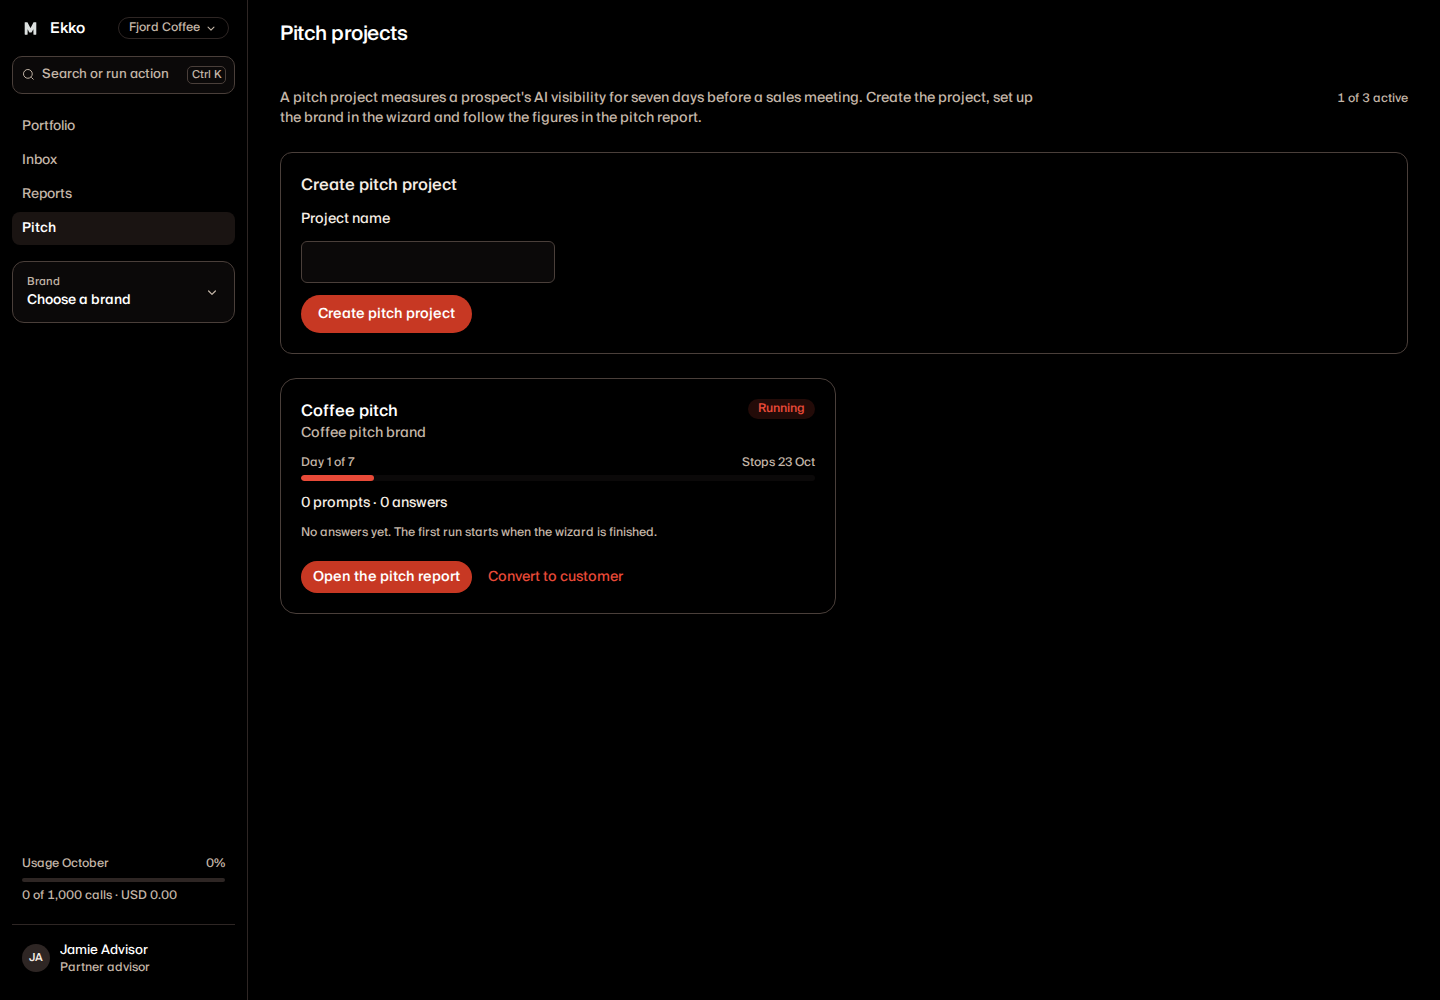 Ekko
Fjord Coffee
Search or run action
Ctrl K
Portfolio
Inbox
Reports
Pitch
Brand
Choose a brand
Usage October
0%
0 of 1,000 calls · USD 0.00
JA
Jamie Advisor
Partner advisor
Pitch projects
A pitch project measures a prospect's AI visibility for seven days before a sales meeting. Create the project, set up
the brand in the wizard and follow the figures in the pitch report.
1 of 3 active
Create pitch project
Project name
Create pitch project
Coffee pitch
Running
Coffee pitch brand
Day 1 of 7
Stops 23 Oct
0 prompts · 0 answers
No answers yet. The first run starts when the wizard is finished.
Open the pitch report
Convert to customer